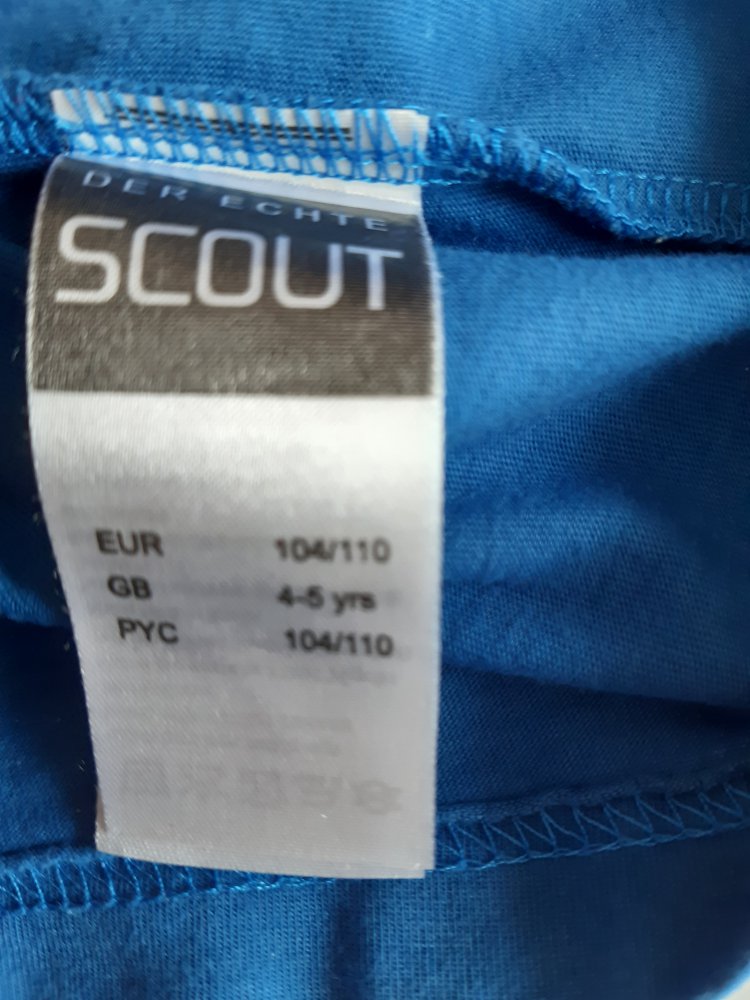 DER ECHTE
SCOUT
EUR 104/110
GB 4-5 yrs
PYC 104/110